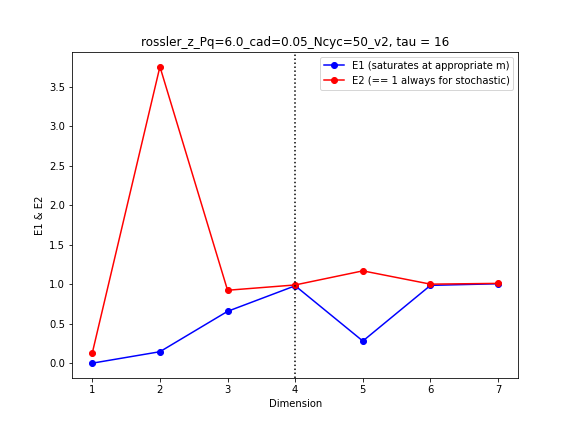 rossler_z_Pq=6.0_cad=0.05_Ncyc=50_v2, tau = 16
E1 (saturates at appropriate m)
E2 (== 1 always for stochastic)
E1 & E2
3.5
3.0
2.5
2.0
1.5
1.0
0.5
0.0
1 2 3 4 5 6 7
Dimension